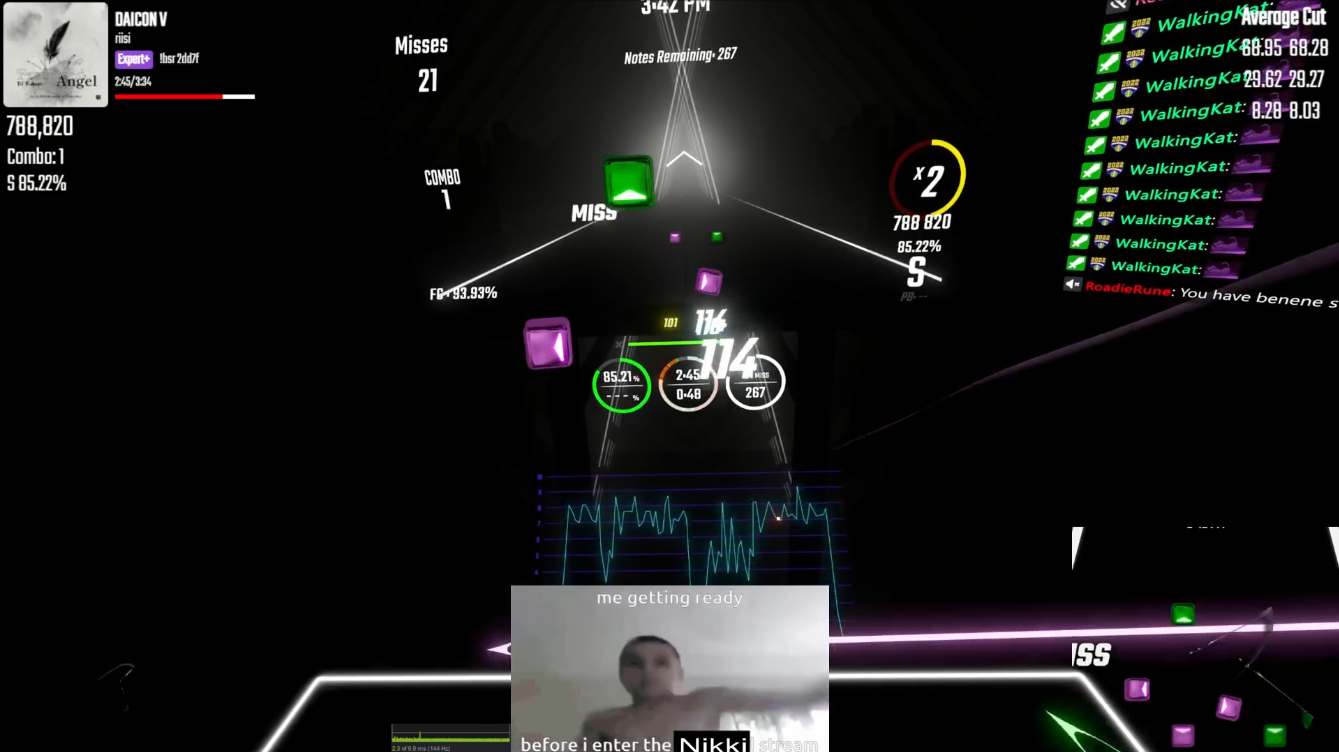 DAICON V
riisi
Expert+ !bsr 2dd7f
2:45/3:34
Angel
788,820
Combo: 1
S 85.22%
Misses
21
3:42 PM
Notes Remaining: 267
COMBO
1
MISS
FC : 93.93%
x2
788 820
85.22%
S
PB: --
101 116
114
85.21 %
--- %
2:45
0:48
MISS
267
Average Cut
68.95 68.28
29.62 29.27
8.28 8.03
WalkingKat:
WalkingKat:
WalkingKat:
WalkingKat:
WalkingKat:
WalkingKat:
WalkingKat:
WalkingKat:
WalkingKat:
WalkingKat:
RoadieRune: You have benene s
me getting ready
before i enter the Nikki stream
ISS